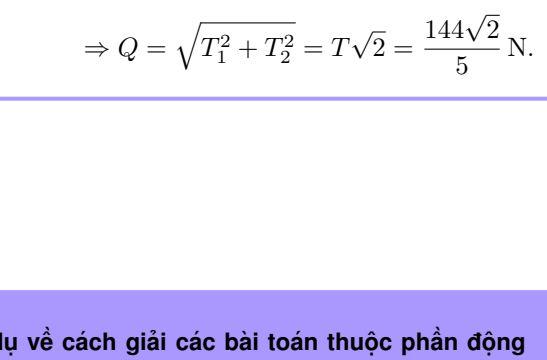 ⇒ Q = √(T₁² + T₂²) = T√2 = 144√2/5 N.
về cách giải các bài toán thuộc phần động